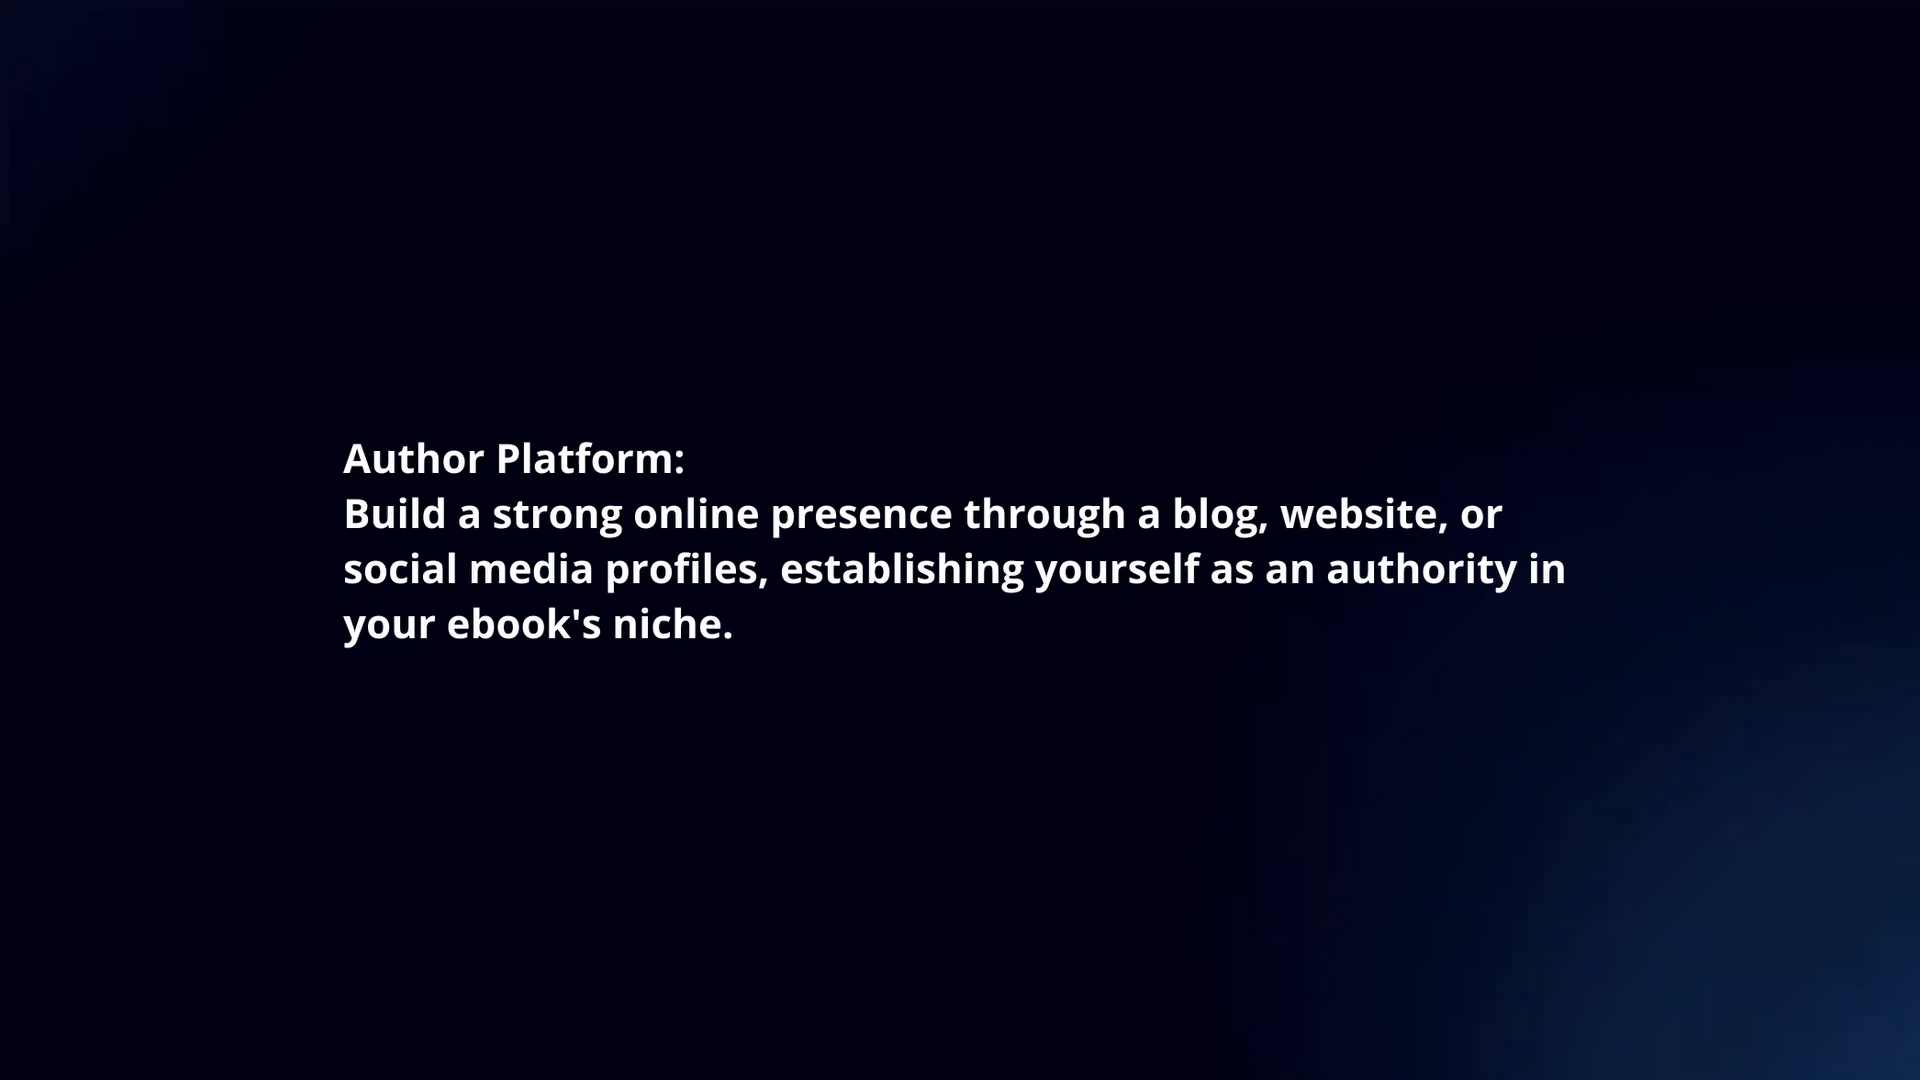 Author Platform:
Build a strong online presence through a blog, website, or
social media profiles, establishing yourself as an authority in
your ebook's niche.